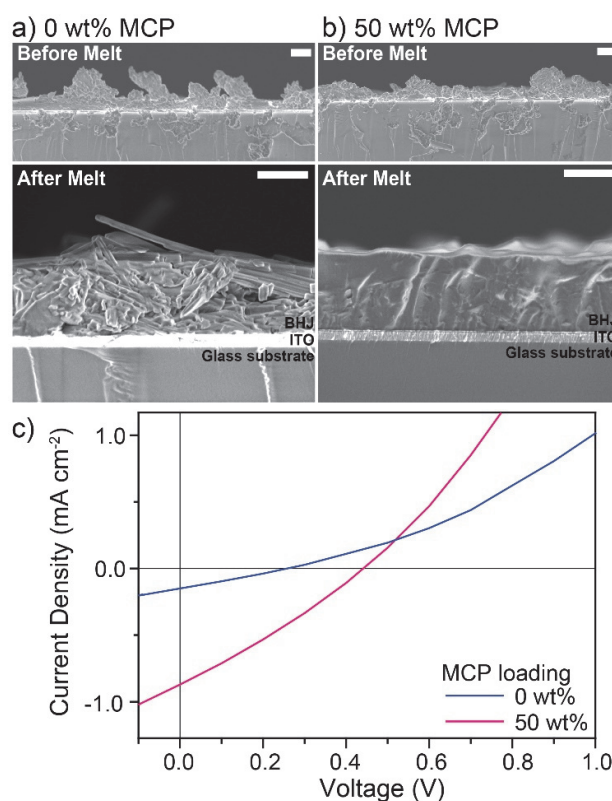 a) 0 wt% MCP
Before Melt
After Melt
BHJ
ITO
Glass substrate
b) 50 wt% MCP
Before Melt
After Melt
BHJ
ITO
Glass substrate
c)
Current Density (mA cm⁻²)
1.0
0.0
-1.0
0.0 0.2 0.4 0.6 0.8 1.0
Voltage (V)
MCP loading
0 wt%
50 wt%